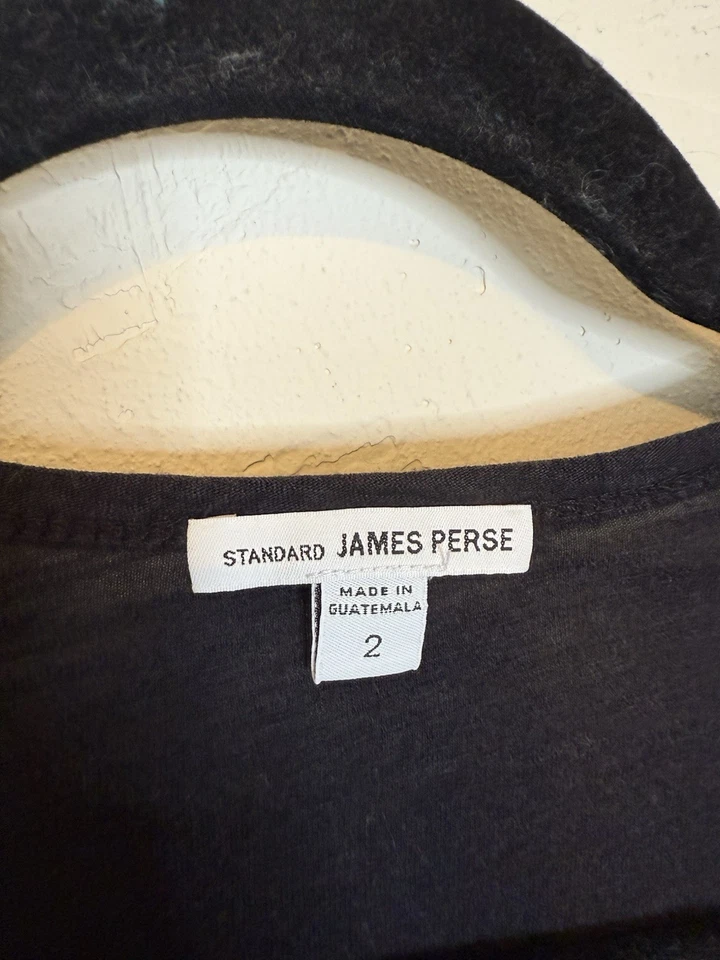 STANDARD JAMES PERSE
MADE IN
GUATEMALA
2